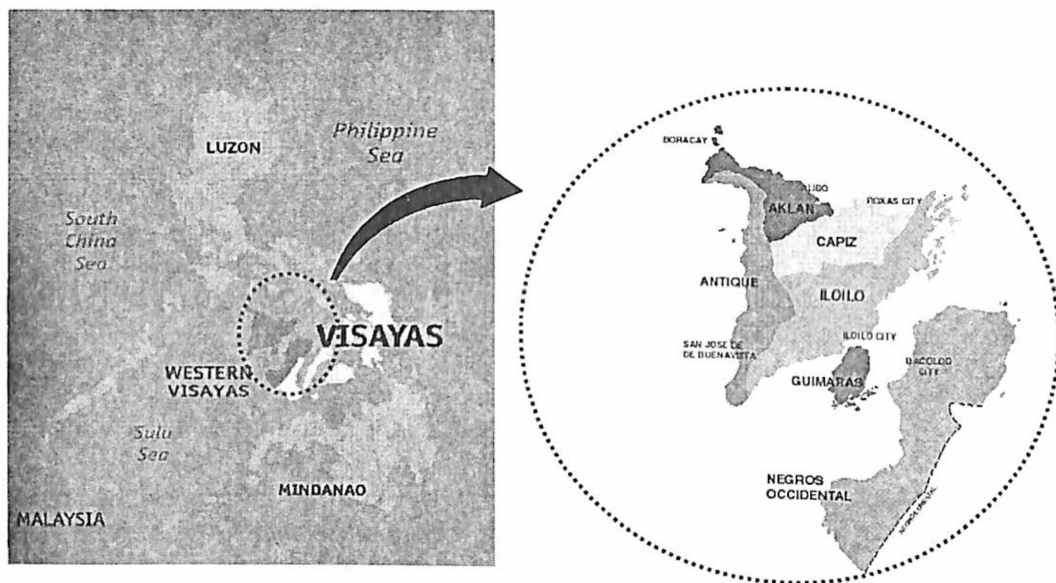 LUZON
Philippine
Sea
South
China
Sea
VISAYAS
WESTERN
VISAYAS
Sulu
Sea
MINDANAO
MALAYSIA
BORACAY
AKLAN
ROXAS CITY
CAPIZ
ANTIQUE
ILOILO
ILOILO CITY
SAN JOSE DE
DE BUENAVISTA
GUIMARAS
BACOLOD
CITY
NEGROS
OCCIDENTAL